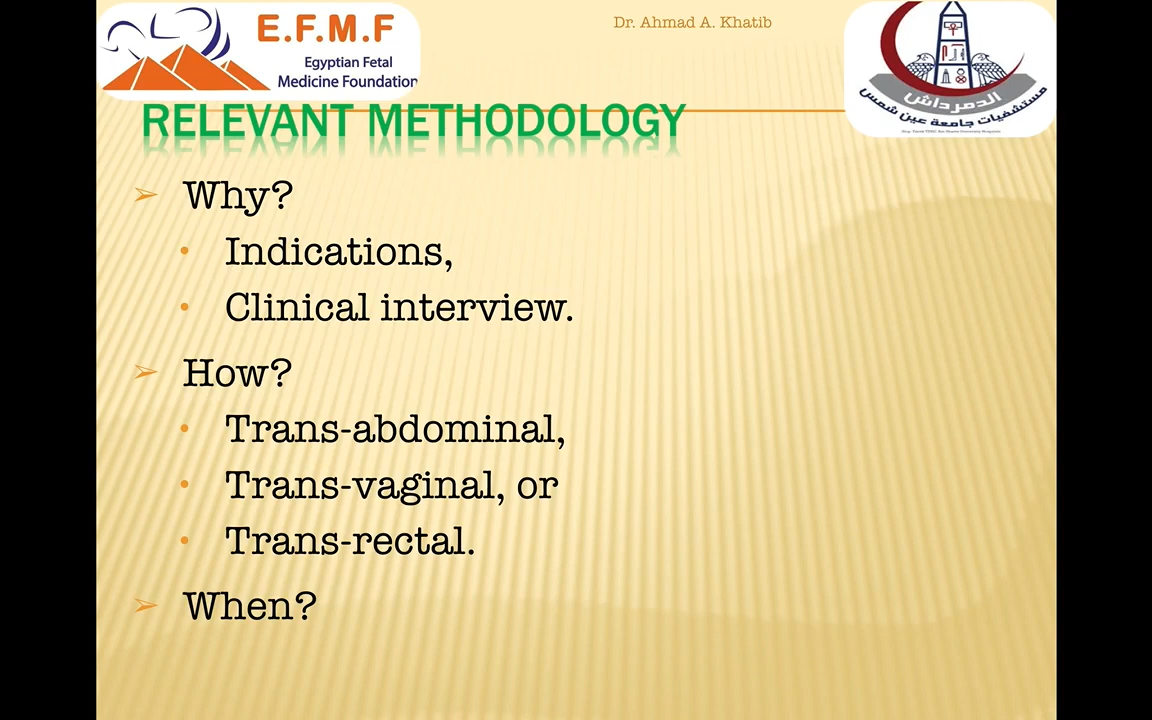 Dr. Ahmad A. Khatib
E.F.M.F
Egyptian Fetal
Medicine Foundation
الدمرداش
مستشفيات جامعة عين شمس
RELEVANT METHODOLOGY
➢ Why?
• Indications,
• Clinical interview.
➢ How?
• Trans-abdominal,
• Trans-vaginal, or
• Trans-rectal.
➢ When?